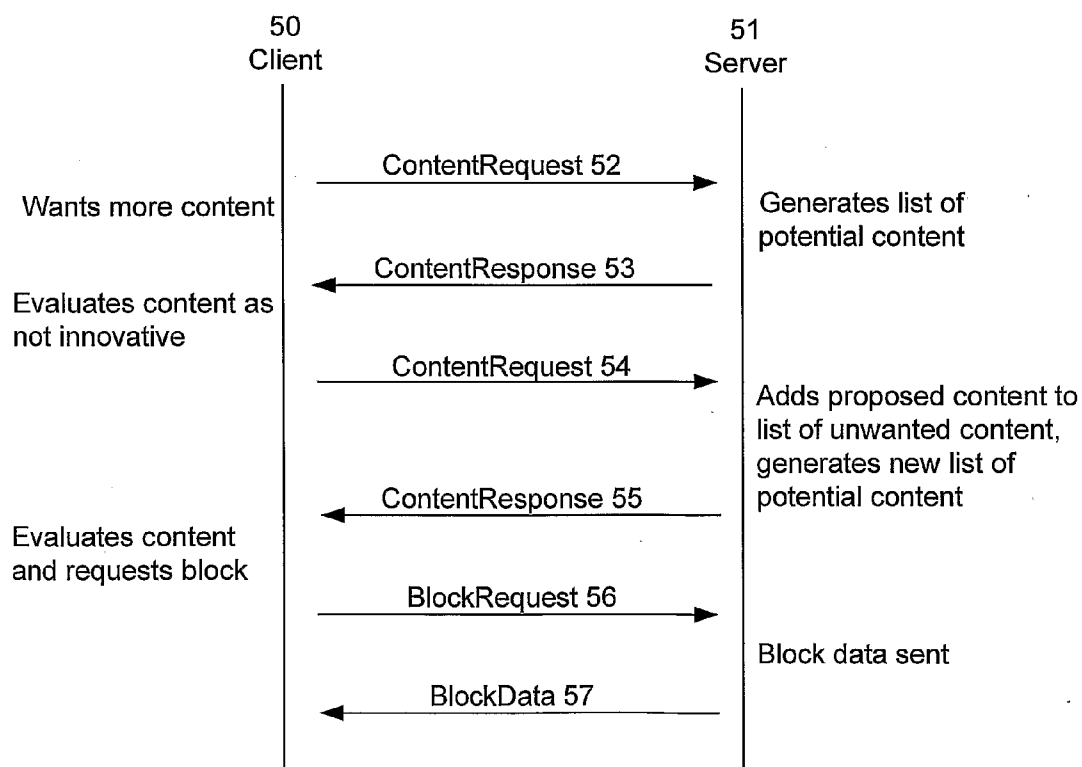 50
Client
51
Server
ContentRequest 52
Wants more content
Generates list of
potential content
ContentResponse 53
Evaluates content as
not innovative
ContentRequest 54
Adds proposed content to
list of unwanted content,
generates new list of
potential content
ContentResponse 55
Evaluates content
and requests block
BlockRequest 56
Block data sent
BlockData 57